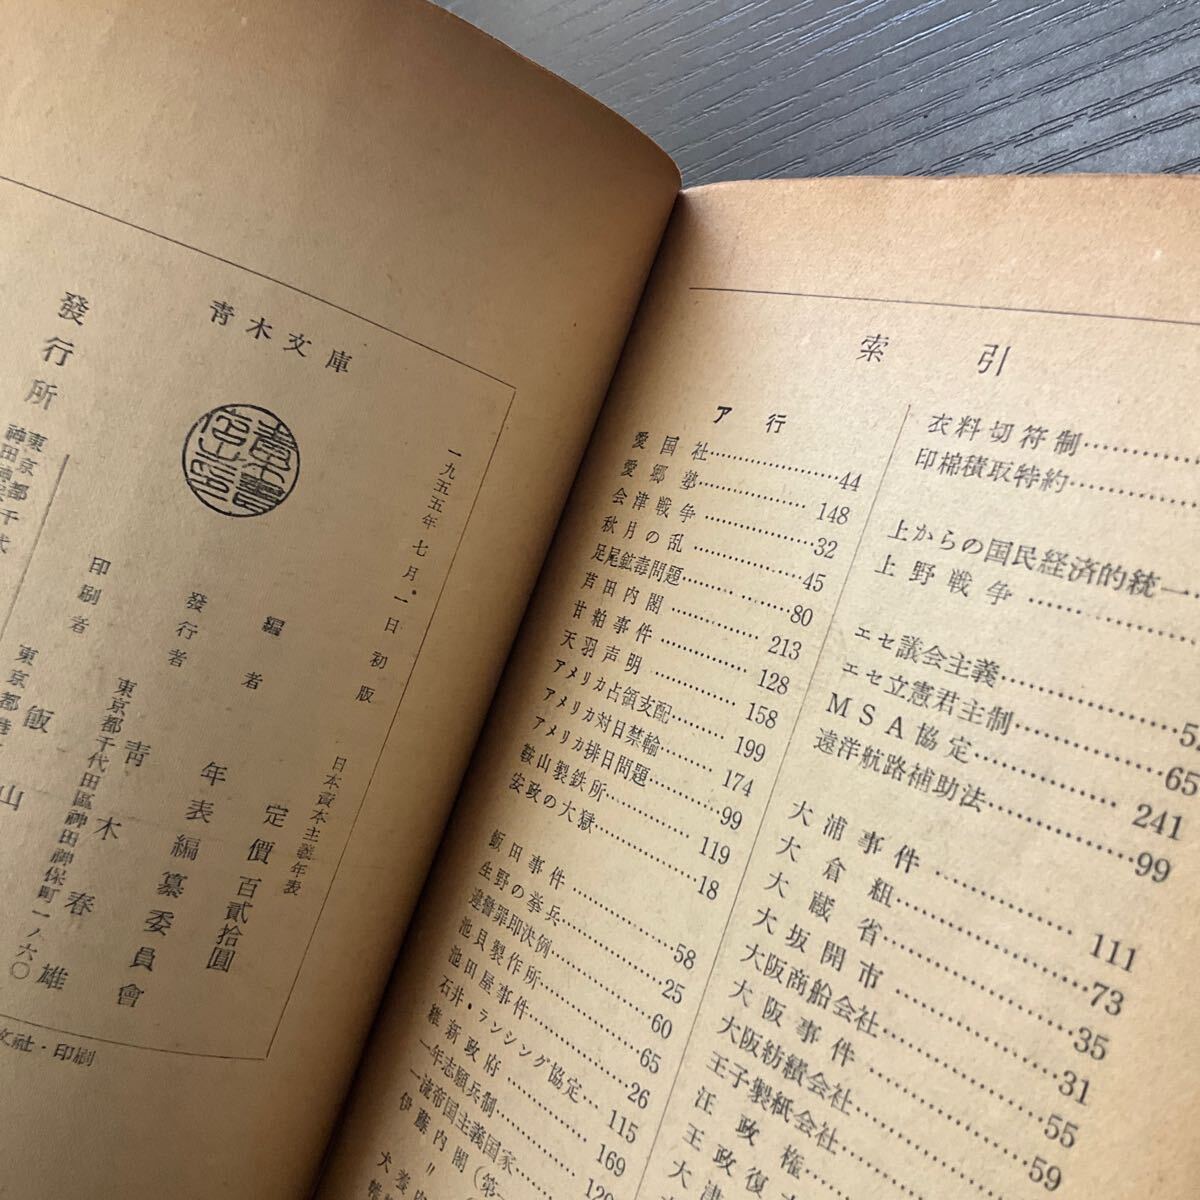 青木文庫
一九五五年七月・一日初版
日本資本主義年表
定價百貳拾圓
編者 年表編纂委員會
發行者 青木春雄
東京都千代田區神田神保町一ノ六〇
印刷者 飯山
東京都港
發行所
東京都千代
神田神
文社・印刷
索引
ア行
愛国社……44
愛郷塾……148
会津戦争……32
秋月の乱……45
足尾鉱毒問題……80
芦田内閣……213
甘粕事件……128
天羽声明……158
アメリカ占領支配……199
アメリカ対日禁輸……174
アメリカ排日問題……99
鞍山製鉄所……119
安政の大獄……18
飯田事件……58
生野の挙兵……25
違警罪即決例……60
池貝製作所……65
池田屋事件……26
石井・ランシング協定……115
維新政府……169
一年志願兵制
一流帝国主義国家
伊藤内閣(第一
〃
犬養内
衣料切符制……
印棉積取特約……
上からの国民経済的統一……
上野戦争……
エセ議会主義……5
エセ立憲君主制……65
MSA協定……241
遠洋航路補助法……99
大浦事件……111
大倉組……73
大蔵省……35
大坂開市……31
大阪商船会社……55
大阪事件……59
大阪紡績会社
王子製紙会社
汪政権
王政復
大津